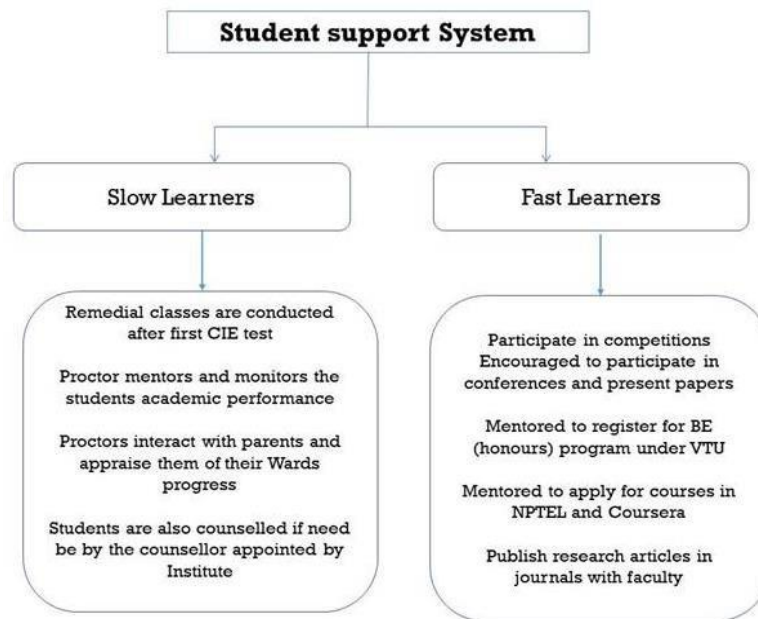 Student support System
Slow Learners
Fast Learners
Remedial classes are conducted
after first CIE test
Proctor mentors and monitors the
students academic performance
Proctors interact with parents and
appraise them of their Wards
progress
Students are also counselled if need
be by the counsellor appointed by
Institute
Participate in competitions
Encouraged to participate in
conferences and present papers
Mentored to register for BE
(honours) program under VTU
Mentored to apply for courses in
NPTEL and Coursera
Publish research articles in
journals with faculty